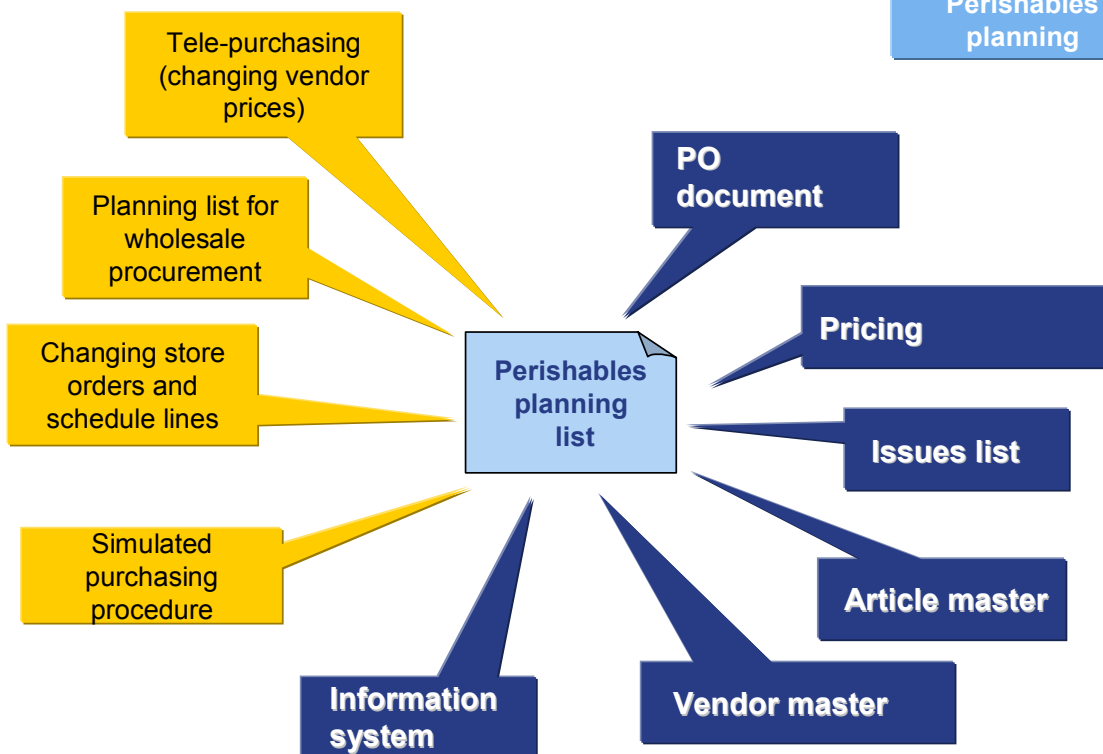 Perishables
planning
Tele-purchasing
(changing vendor
prices)
PO
document
Planning list for
wholesale
procurement
Pricing
Changing store
orders and
schedule lines
Perishables
planning
list
Issues list
Simulated
purchasing
procedure
Article master
Information
system
Vendor master